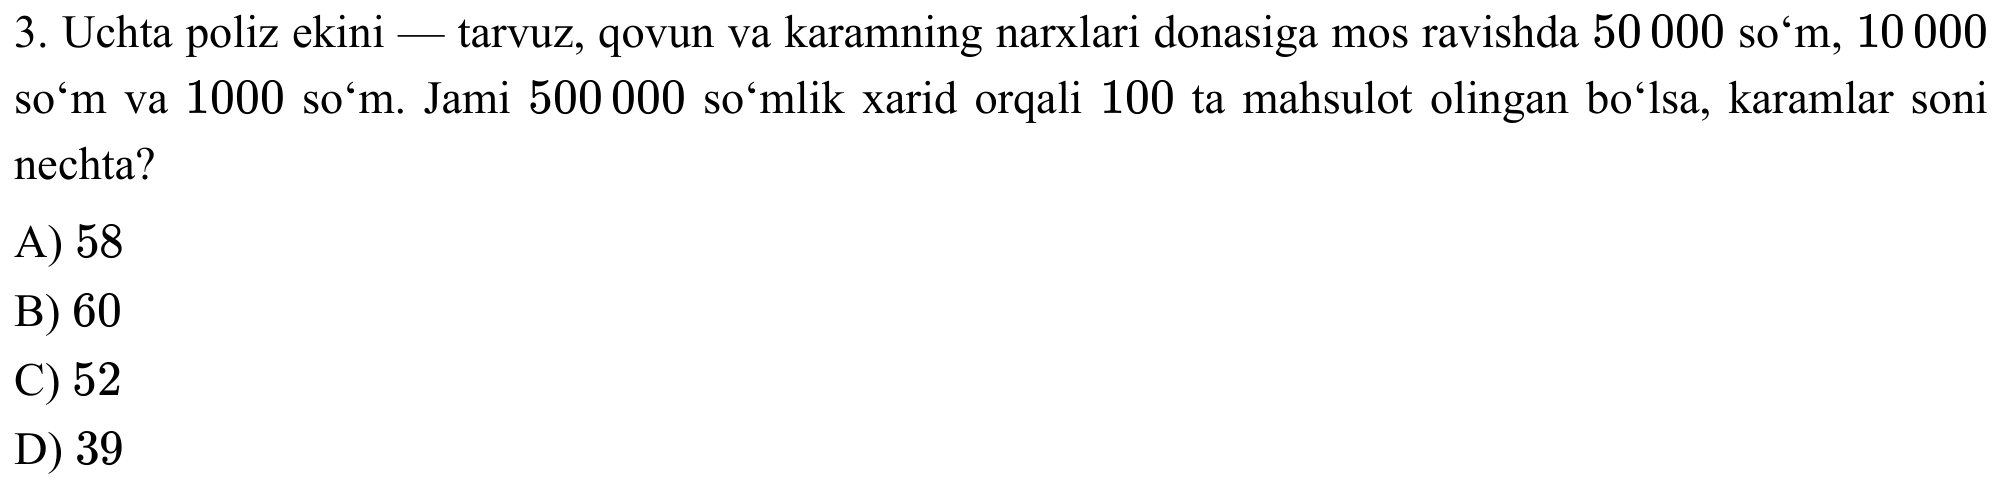 3. Uchta poliz ekini — tarvuz, qovun va karamning narxlari donasiga mos ravishda 50 000 so‘m, 10 000
so‘m va 1000 so‘m. Jami 500 000 so‘mlik xarid orqali 100 ta mahsulot olingan bo‘lsa, karamlar soni
nechta?
A) 58
B) 60
C) 52
D) 39